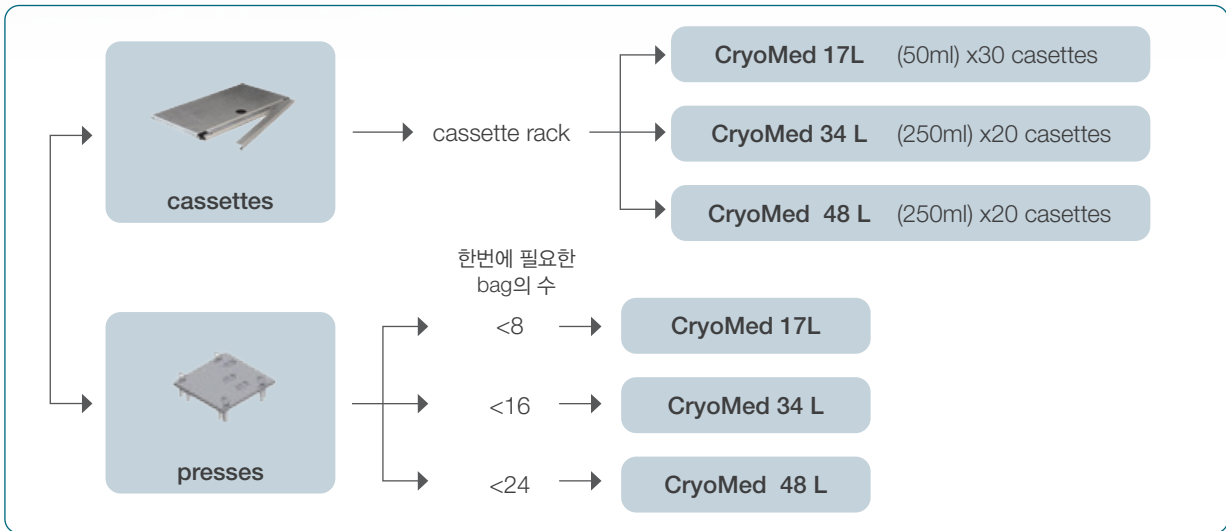 cassettes
cassette rack
CryoMed 17L (50ml) x30 casettes
CryoMed 34 L (250ml) x20 casettes
CryoMed 48 L (250ml) x20 casettes
presses
한번에 필요한
bag의 수
<8
CryoMed 17L
<16
CryoMed 34 L
<24
CryoMed 48 L